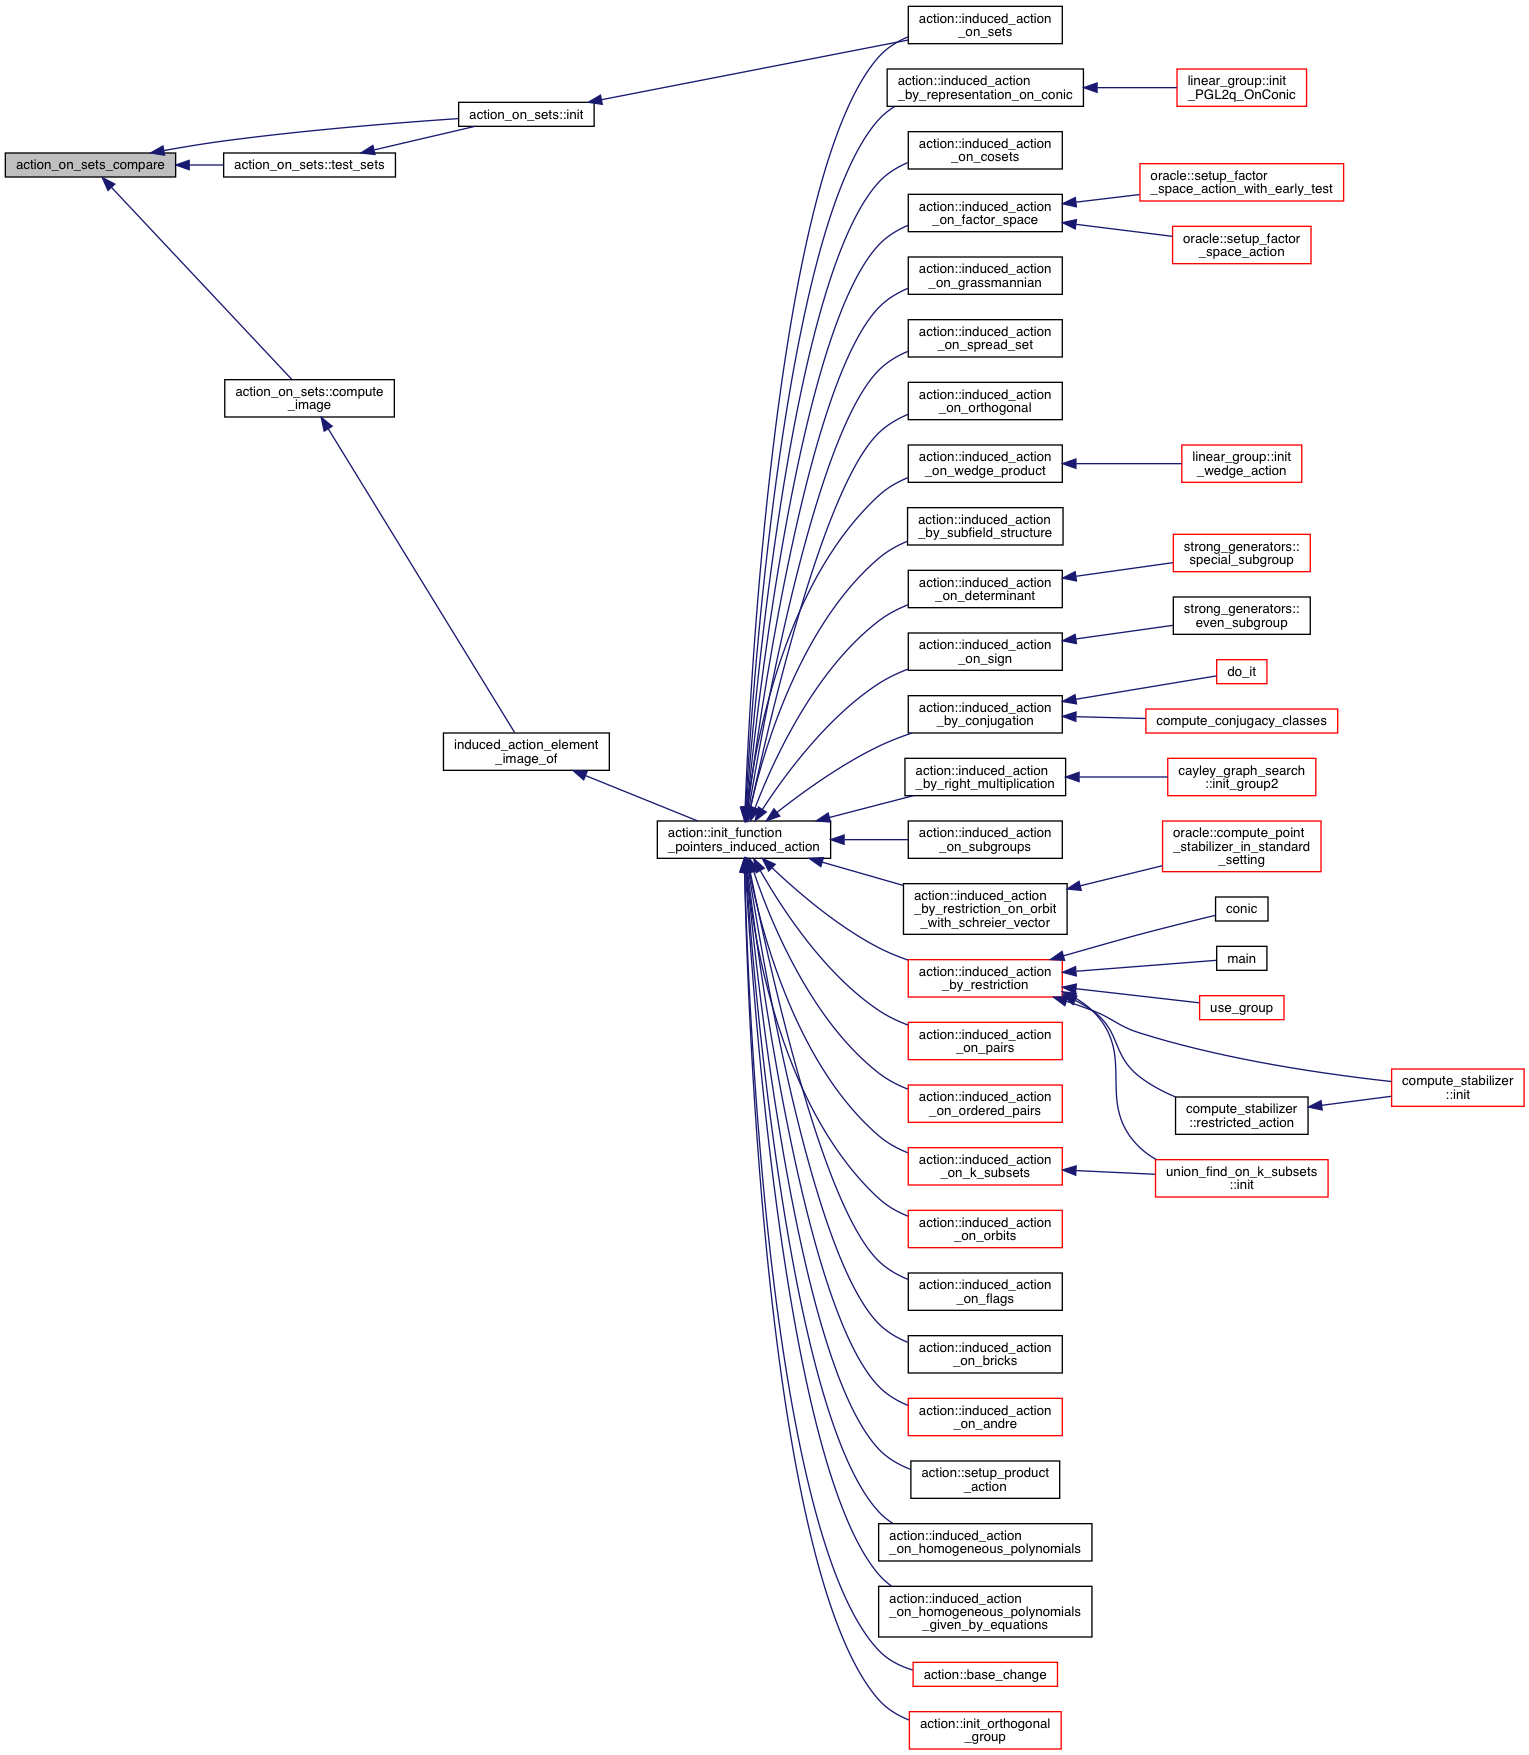 action_on_sets_compare
action_on_sets::init
action_on_sets::test_sets
action_on_sets::compute
_image
induced_action_element
_image_of
action::init_function
_pointers_induced_action
action::induced_action
_on_sets
action::induced_action
_by_representation_on_conic
linear_group::init
_PGL2q_OnConic
action::induced_action
_on_cosets
action::induced_action
_on_factor_space
oracle::setup_factor
_space_action_with_early_test
oracle::setup_factor
_space_action
action::induced_action
_on_grassmannian
action::induced_action
_on_spread_set
action::induced_action
_on_orthogonal
action::induced_action
_on_wedge_product
linear_group::init
_wedge_action
action::induced_action
_by_subfield_structure
action::induced_action
_on_determinant
strong_generators::
special_subgroup
action::induced_action
_on_sign
strong_generators::
even_subgroup
action::induced_action
_by_conjugation
do_it
compute_conjugacy_classes
action::induced_action
_by_right_multiplication
cayley_graph_search
::init_group2
action::induced_action
_on_subgroups
action::induced_action
_by_restriction_on_orbit
_with_schreier_vector
oracle::compute_point
_stabilizer_in_standard
_setting
action::induced_action
_by_restriction
conic
main
use_group
compute_stabilizer
::init
compute_stabilizer
::restricted_action
union_find_on_k_subsets
::init
action::induced_action
_on_pairs
action::induced_action
_on_ordered_pairs
action::induced_action
_on_k_subsets
action::induced_action
_on_orbits
action::induced_action
_on_flags
action::induced_action
_on_bricks
action::induced_action
_on_andre
action::setup_product
_action
action::induced_action
_on_homogeneous_polynomials
action::induced_action
_on_homogeneous_polynomials
_given_by_equations
action::base_change
action::init_orthogonal
_group